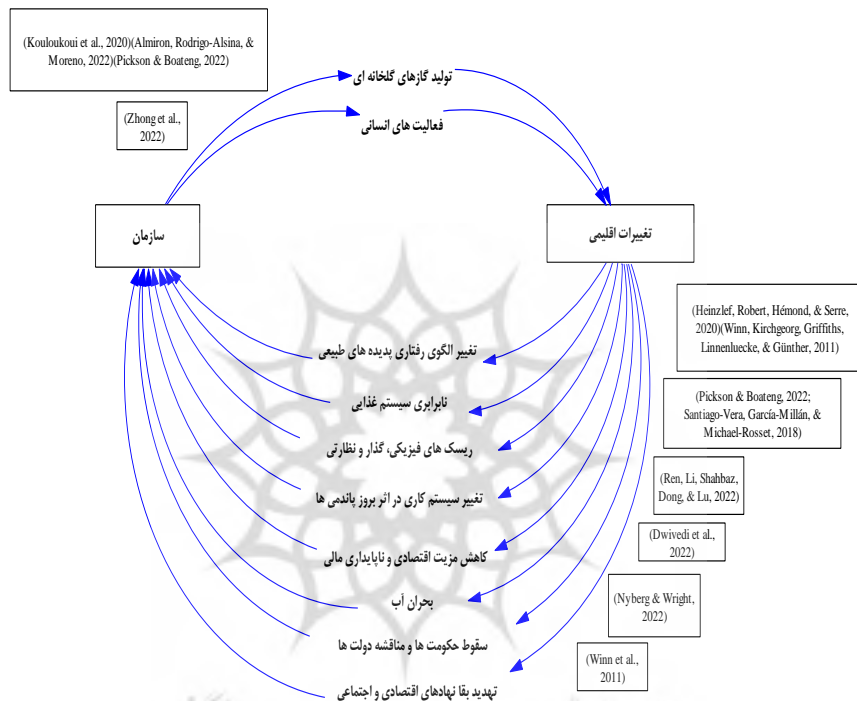 (Kouloukoui et al., 2020)(Almiron, Rodrigo-Alsina, &
Moreno, 2022)(Pickson & Boateng, 2022)
تولید گازهای گلخانه ای
(Zhong et al.,
2022)
فعالیت های انسانی
سازمان
تغییرات اقلیمی
(Heinzlef, Robert, Hémond, & Serre,
2020)(Winn, Kirchgeorg, Griffiths,
Linnenluecke, & Günther, 2011)
تغییر الگوی رفتاری پدیده های طبیعی
نابرابری سیستم غذایی
(Pickson & Boateng, 2022;
Santiago-Vera, García-Millán, &
Michael-Rosset, 2018)
ریسک های فیزیکی، گذار و نظارتی
(Ren, Li, Shahbaz,
Dong, & Lu, 2022)
تغییر سیستم کاری در اثر بروز پاندمی ها
(Dwivedi et al.,
2022)
کاهش مزیت اقتصادی و ناپایداری مالی
بحران آب
(Nyberg & Wright,
2022)
سقوط حکومت ها و مناقشه دولت ها
(Winn et al.,
2011)
تهدید بقا نهادهای اقتصادی و اجتماعی